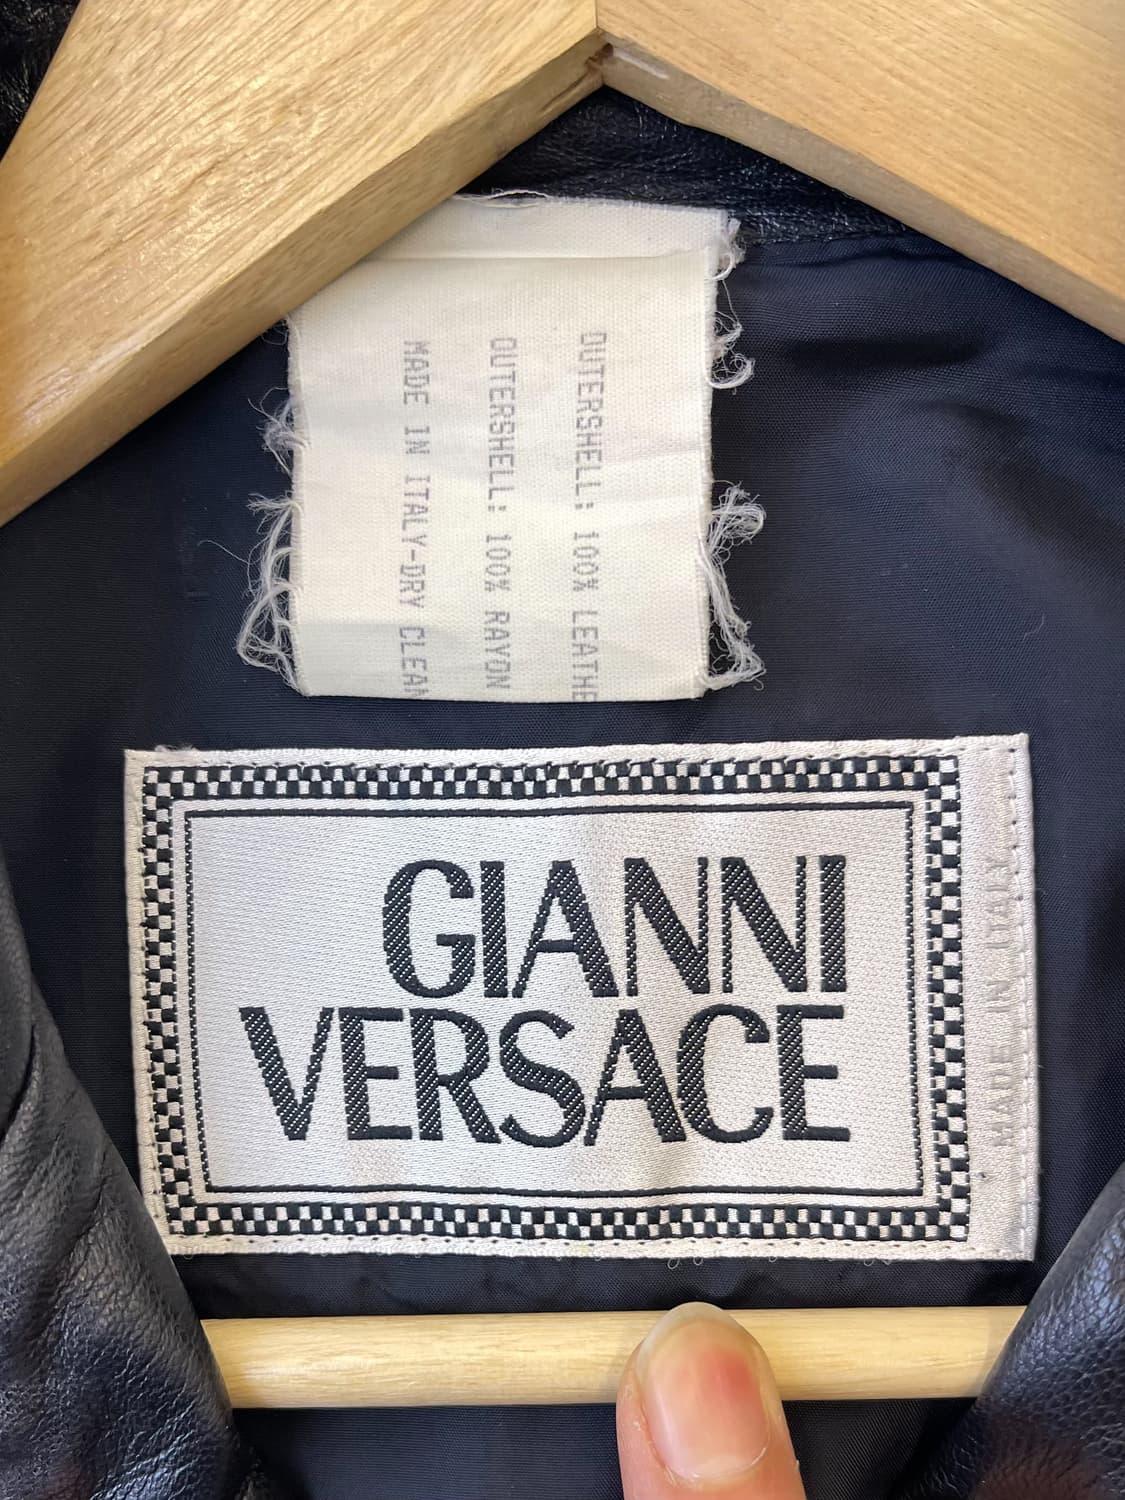 OUTERSHELL: 100% LEATHE
OUTERSHELL: 100% RAYON
MADE IN ITALY-DRY CLEAN
GIANNI
VERSACE
MADE IN ITALY